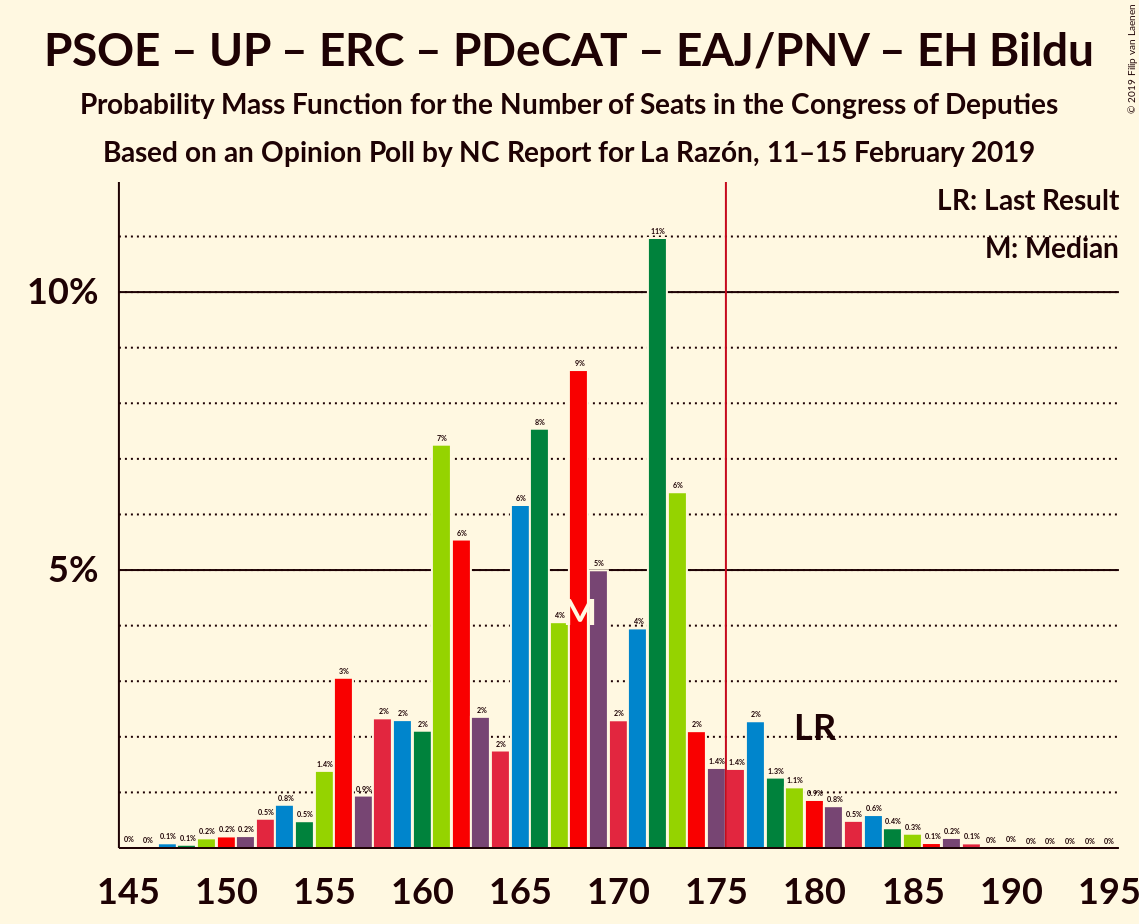 PSOE – UP – ERC – PDeCAT – EAJ/PNV – EH Bildu
Probability Mass Function for the Number of Seats in the Congress of Deputies
Based on an Opinion Poll by NC Report for La Razón, 11–15 February 2019
© 2019 Filip van Laenen
LR: Last Result
M: Median
10%
5%
0% 0% 0.1% 0.1% 0.2% 0.2% 0.2% 0.5% 0.8% 0.5% 1.4% 3% 0.9% 2% 2% 2% 7% 6% 2% 2% 6% 8% 4% 9% 5% 2% 4% 11% 6% 2% 1.4% 1.4% 2% 1.3% 1.1% 0.9% 0.8% 0.5% 0.6% 0.4% 0.3% 0.1% 0.2% 0.1% 0% 0% 0% 0% 0% 0% 0%
M
LR
145 150 155 160 165 170 175 180 185 190 195